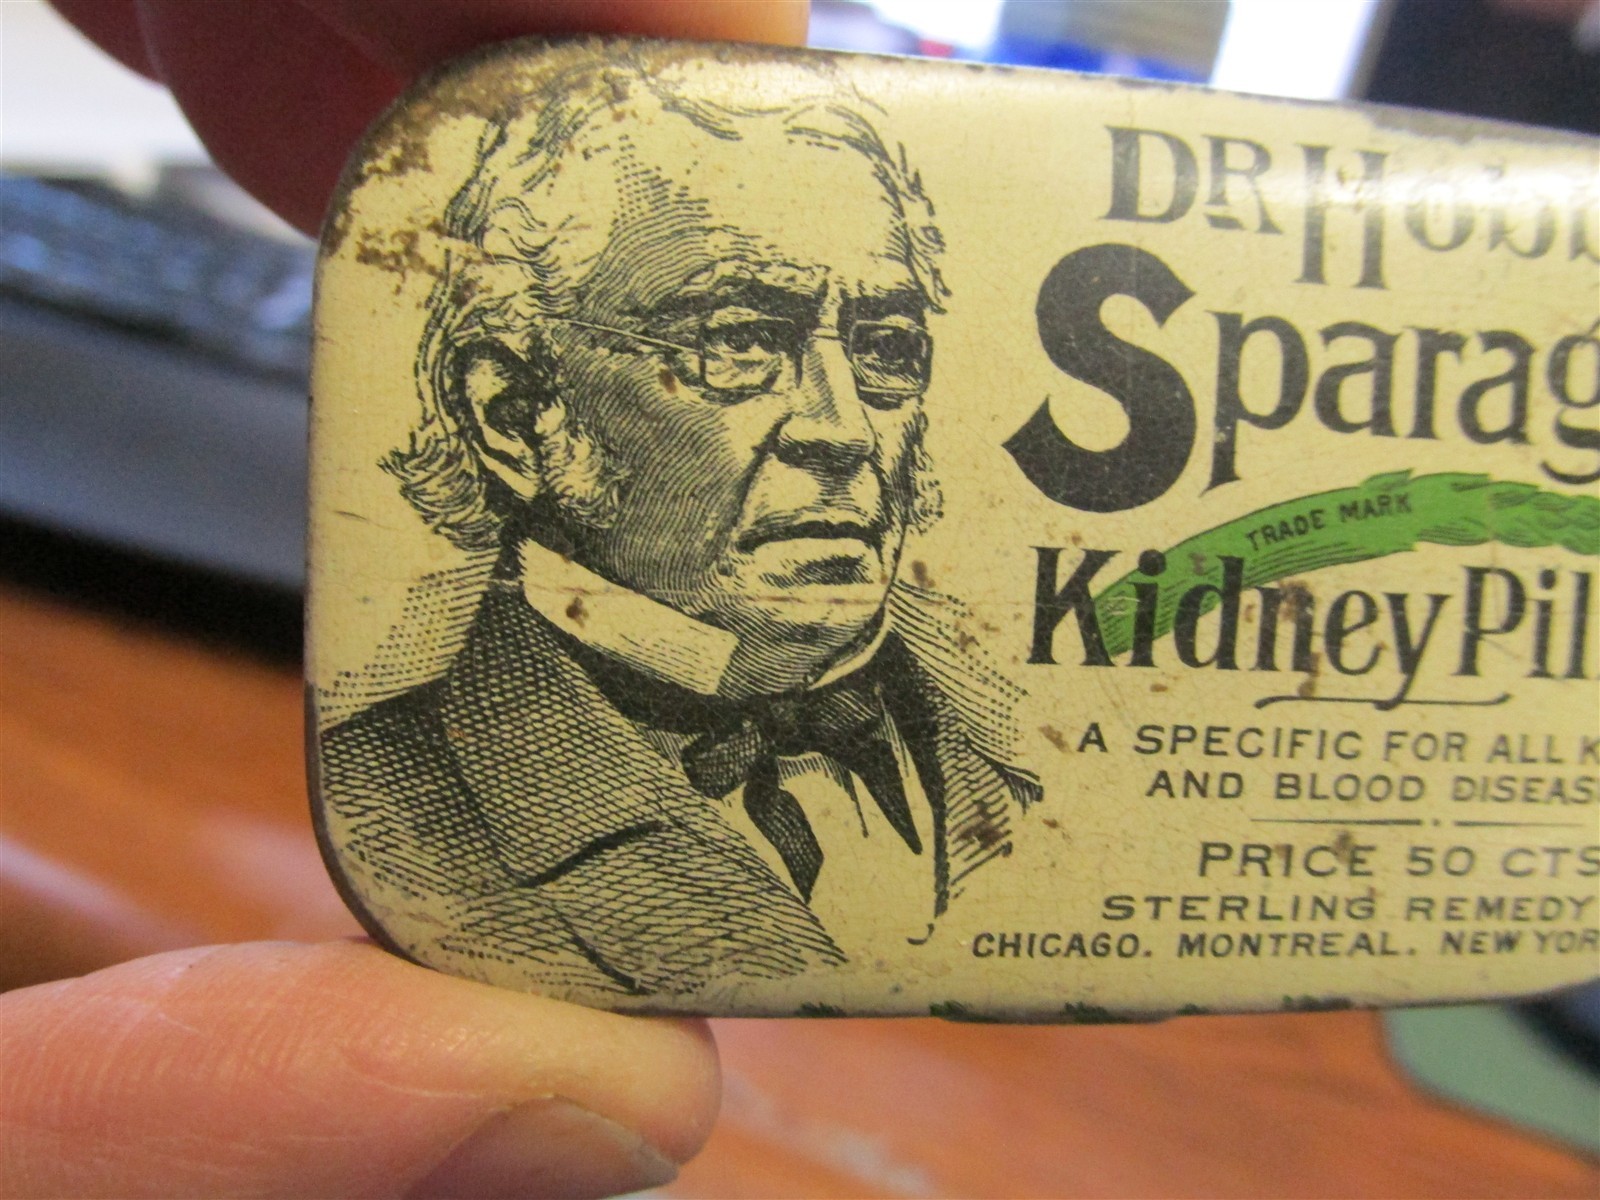 DR Hobb
Sparag
TRADE MARK
Kidney Pil
A SPECIFIC FOR ALL K
AND BLOOD DISEAS
PRICE 50 CTS
STERLING REMEDY
CHICAGO. MONTREAL. NEW YOR